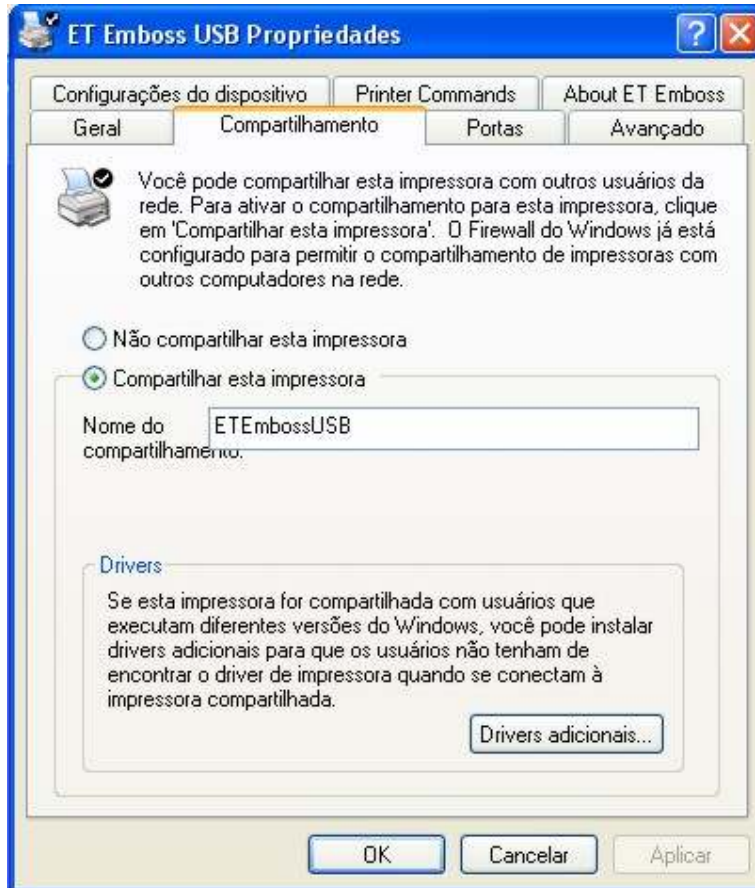 ET Emboss USB Propriedades
Configurações do dispositivo
Printer Commands
About ET Emboss
Geral
Compartilhamento
Portas
Avançado
Você pode compartilhar esta impressora com outros usuários da
rede. Para ativar o compartilhamento para esta impressora, clique
em 'Compartilhar esta impressora'. O Firewall do Windows já está
configurado para permitir o compartilhamento de impressoras com
outros computadores na rede.
Não compartilhar esta impressora
Compartilhar esta impressora
Nome do
compartilhamento:
ETEmbossUSB
Drivers
Se esta impressora for compartilhada com usuários que
executam diferentes versões do Windows, você pode instalar
drivers adicionais para que os usuários não tenham de
encontrar o driver de impressora quando se conectam à
impressora compartilhada.
Drivers adicionais...
OK
Cancelar
Aplicar